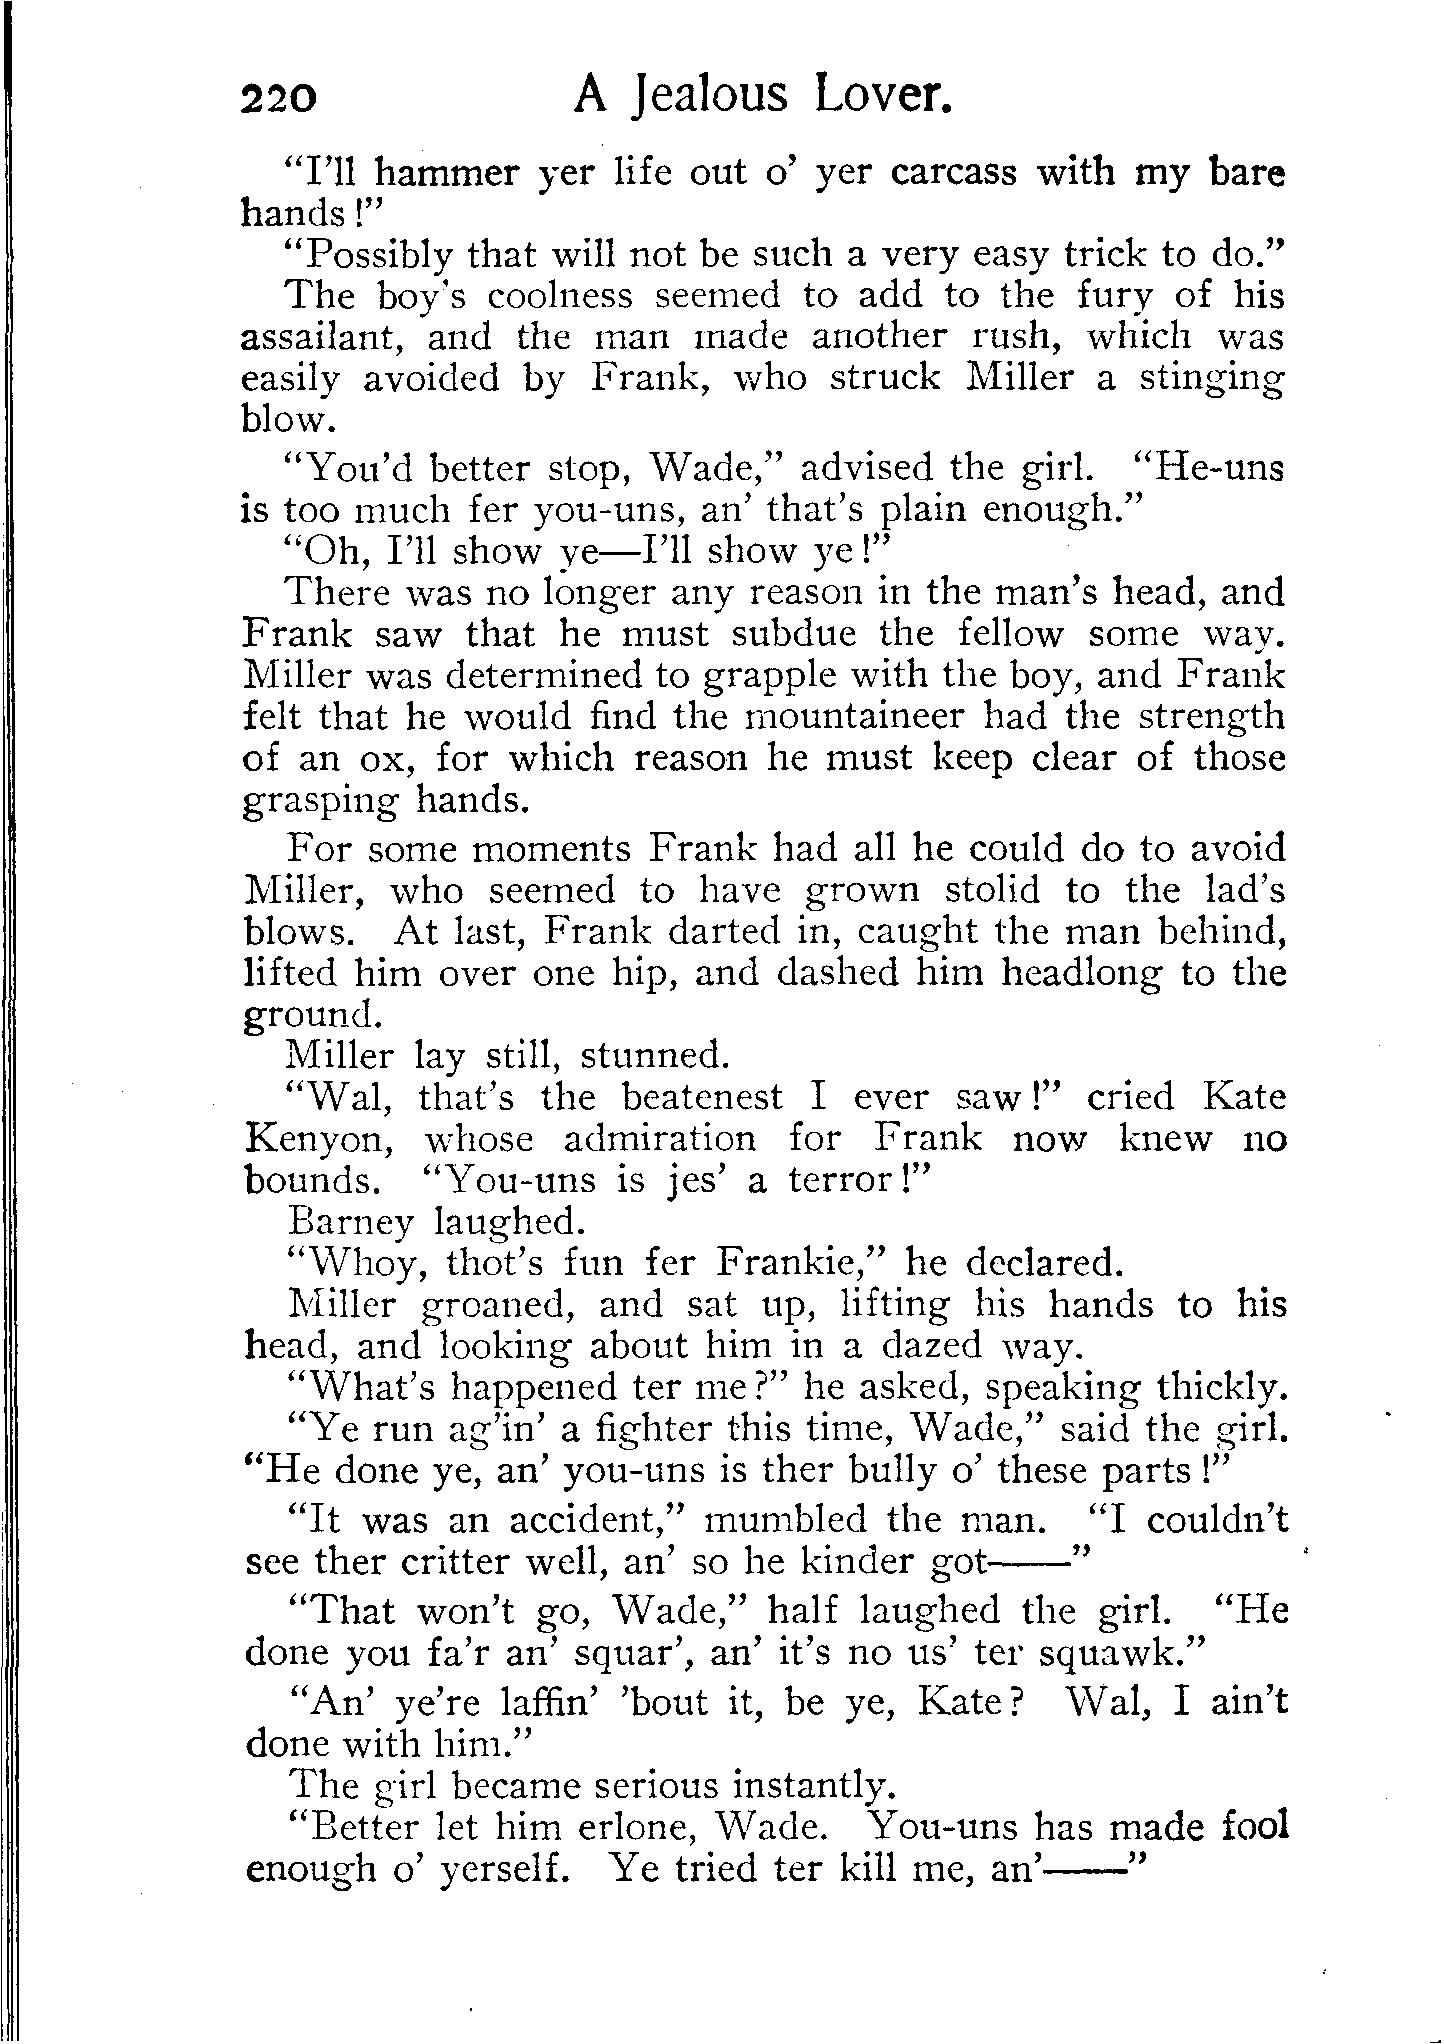 220 A Jealous Lover.
“I’ll hammer yer life out o’ yer carcass with my bare
hands!”
“Possibly that will not be such a very easy trick to do.”
The boy’s coolness seemed to add to the fury of his
assailant, and the man made another rush, which was
easily avoided by Frank, who struck Miller a stinging
blow.
“You’d better stop, Wade,” advised the girl. “He-uns
is too much fer you-uns, an’ that’s plain enough.”
“Oh, I’ll show ye—I’ll show ye!”
There was no longer any reason in the man’s head, and
Frank saw that he must subdue the fellow some way.
Miller was determined to grapple with the boy, and Frank
felt that he would find the mountaineer had the strength
of an ox, for which reason he must keep clear of those
grasping hands.
For some moments Frank had all he could do to avoid
Miller, who seemed to have grown stolid to the lad’s
blows. At last, Frank darted in, caught the man behind,
lifted him over one hip, and dashed him headlong to the
ground.
Miller lay still, stunned.
“Wal, that’s the beatenest I ever saw!” cried Kate
Kenyon, whose admiration for Frank now knew no
bounds. “You-uns is jes’ a terror!”
Barney laughed.
“Whoy, thot’s fun fer Frankie,” he declared.
Miller groaned, and sat up, lifting his hands to his
head, and looking about him in a dazed way.
“What’s happened ter me?” he asked, speaking thickly.
“Ye run ag’in’ a fighter this time, Wade,” said the girl.
“He done ye, an’ you-uns is ther bully o’ these parts!”
“It was an accident,” mumbled the man. “I couldn’t
see ther critter well, an’ so he kinder got——”
“That won’t go, Wade,” half laughed the girl. “He
done you fa’r an’ squar’, an’ it’s no us’ ter squawk.”
“An’ ye’re laffin’ ’bout it, be ye, Kate? Wal, I ain’t
done with him.”
The girl became serious instantly.
“Better let him erlone, Wade. You-uns has made fool
enough o’ yerself. Ye tried ter kill me, an’——”